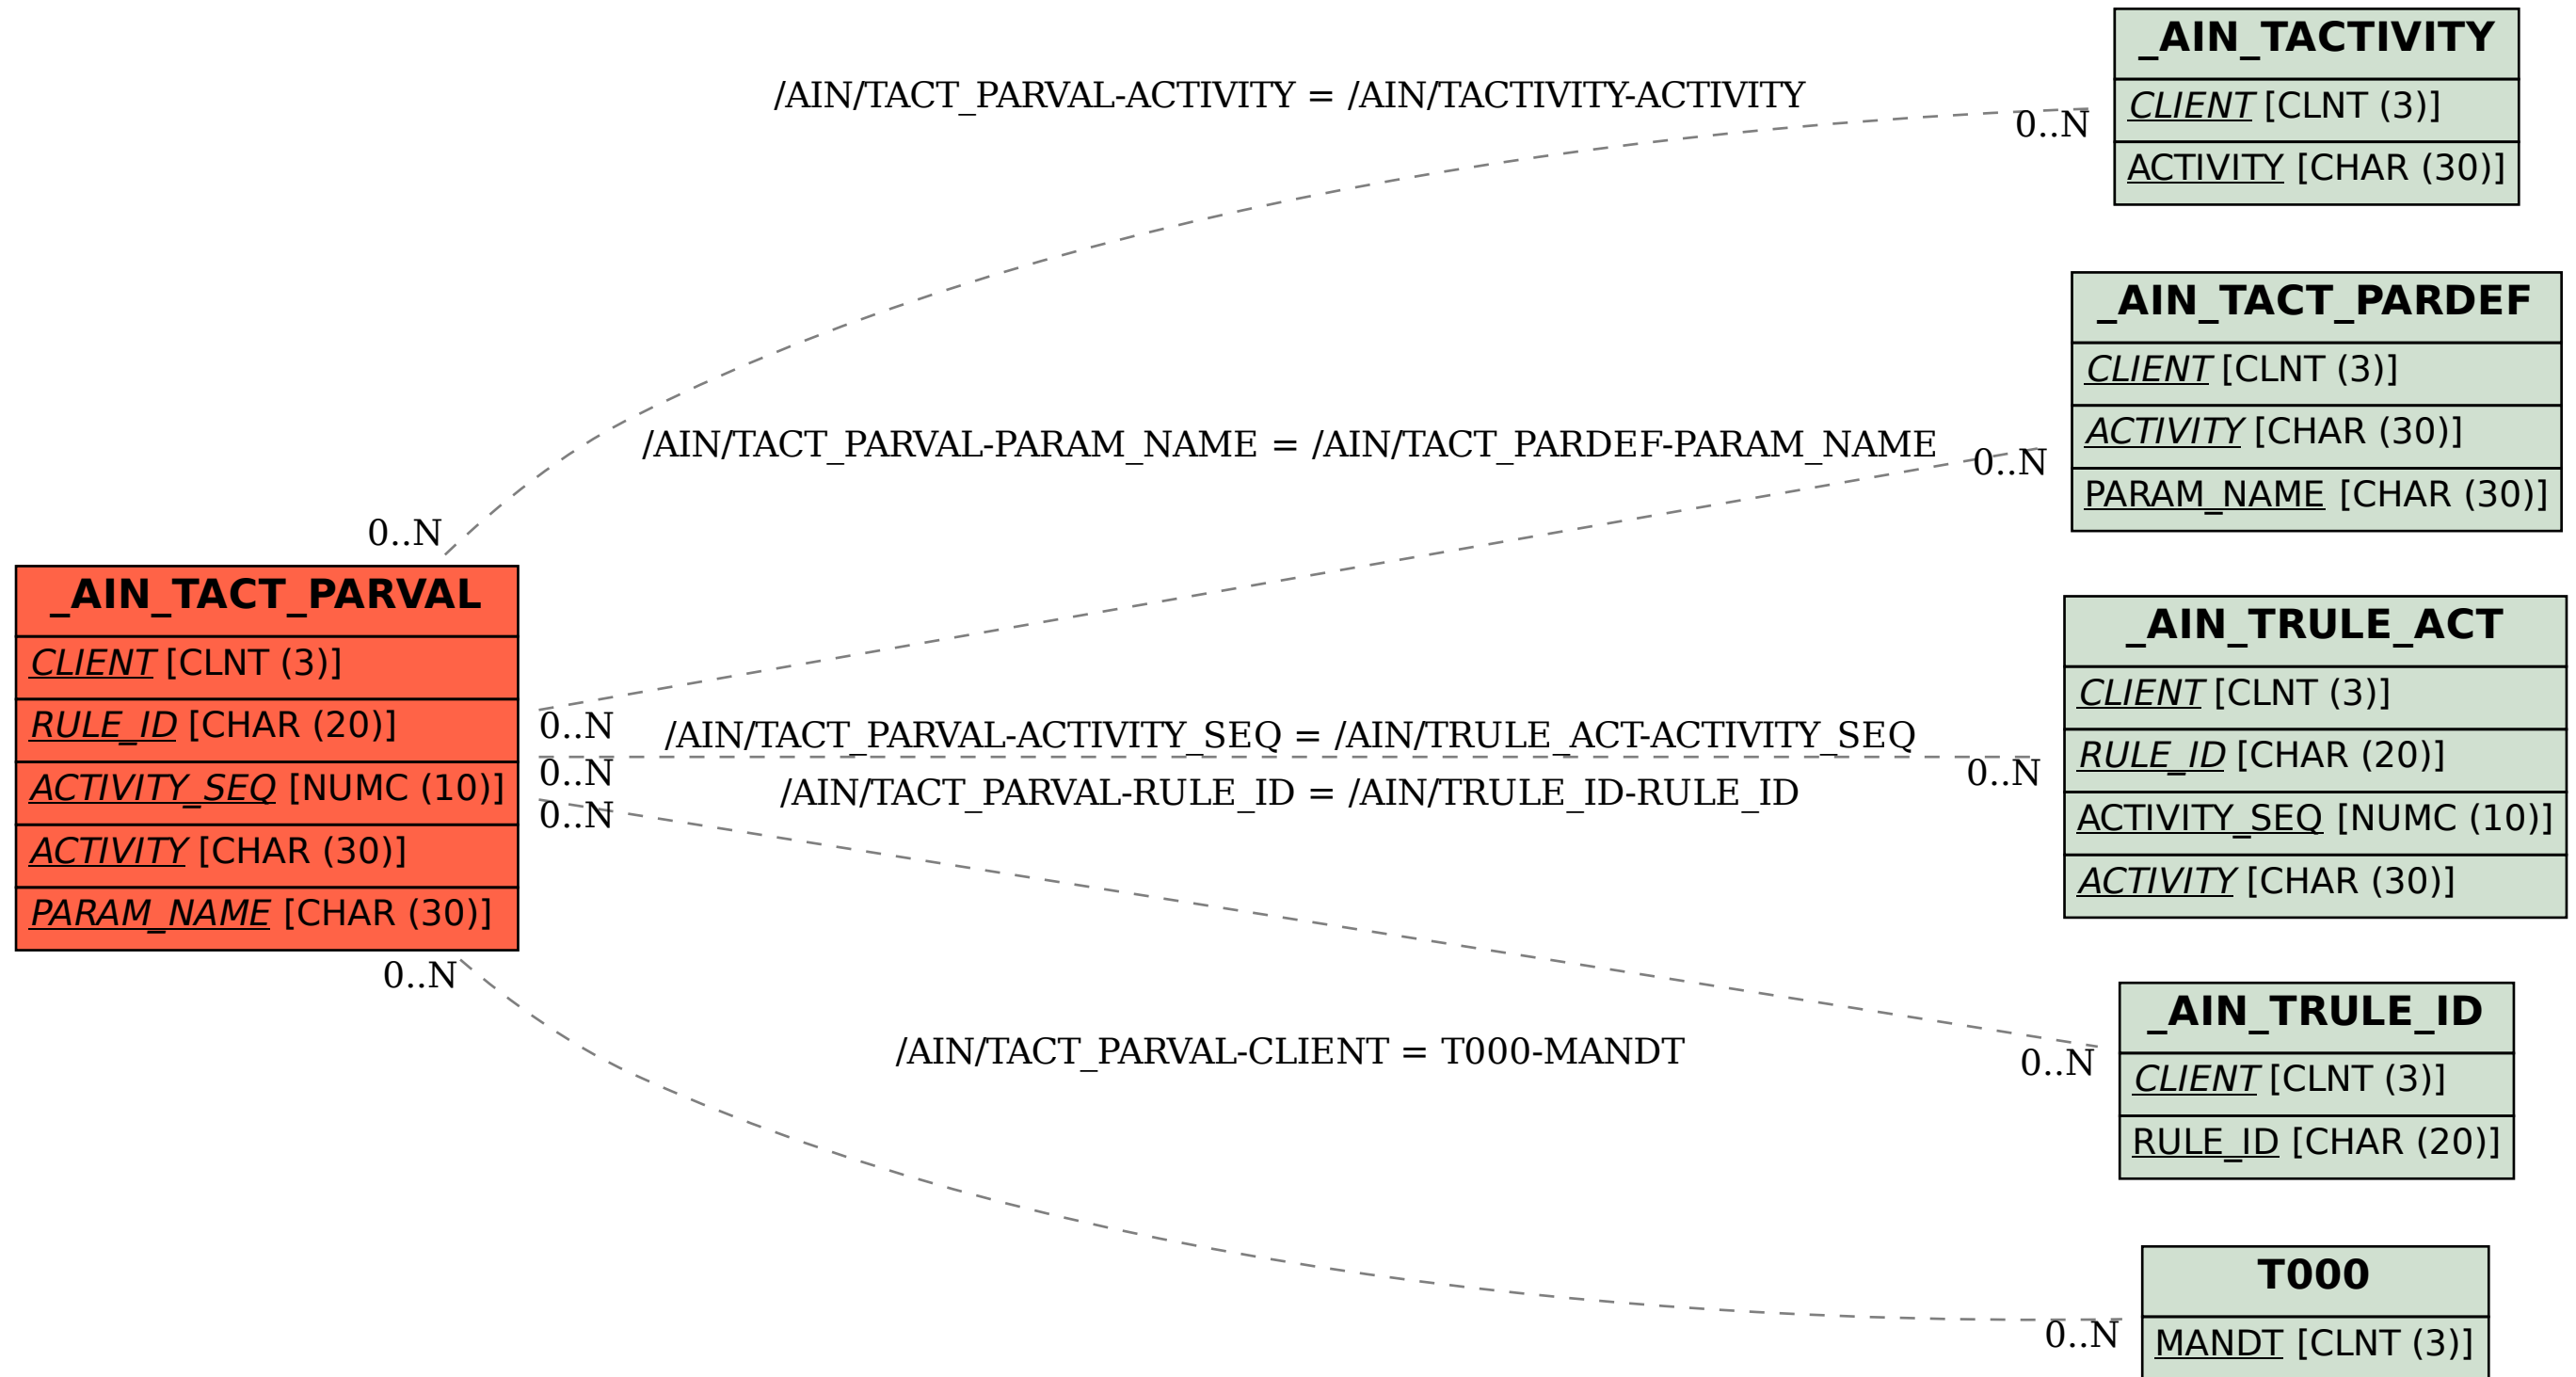 _AIN_TACTIVITY
CLIENT [CLNT (3)]
ACTIVITY [CHAR (30)]
/AIN/TACT_PARVAL-ACTIVITY = /AIN/TACTIVITY-ACTIVITY
0..N
0..N
_AIN_TACT_PARDEF
CLIENT [CLNT (3)]
ACTIVITY [CHAR (30)]
PARAM_NAME [CHAR (30)]
/AIN/TACT_PARVAL-PARAM_NAME = /AIN/TACT_PARDEF-PARAM_NAME
0..N
0..N
_AIN_TACT_PARVAL
CLIENT [CLNT (3)]
RULE_ID [CHAR (20)]
ACTIVITY_SEQ [NUMC (10)]
ACTIVITY [CHAR (30)]
PARAM_NAME [CHAR (30)]
/AIN/TACT_PARVAL-ACTIVITY_SEQ = /AIN/TRULE_ACT-ACTIVITY_SEQ
0..N
0..N
_AIN_TRULE_ACT
CLIENT [CLNT (3)]
RULE_ID [CHAR (20)]
ACTIVITY_SEQ [NUMC (10)]
ACTIVITY [CHAR (30)]
/AIN/TACT_PARVAL-RULE_ID = /AIN/TRULE_ID-RULE_ID
0..N
0..N
_AIN_TRULE_ID
CLIENT [CLNT (3)]
RULE_ID [CHAR (20)]
/AIN/TACT_PARVAL-CLIENT = T000-MANDT
0..N
0..N
T000
MANDT [CLNT (3)]